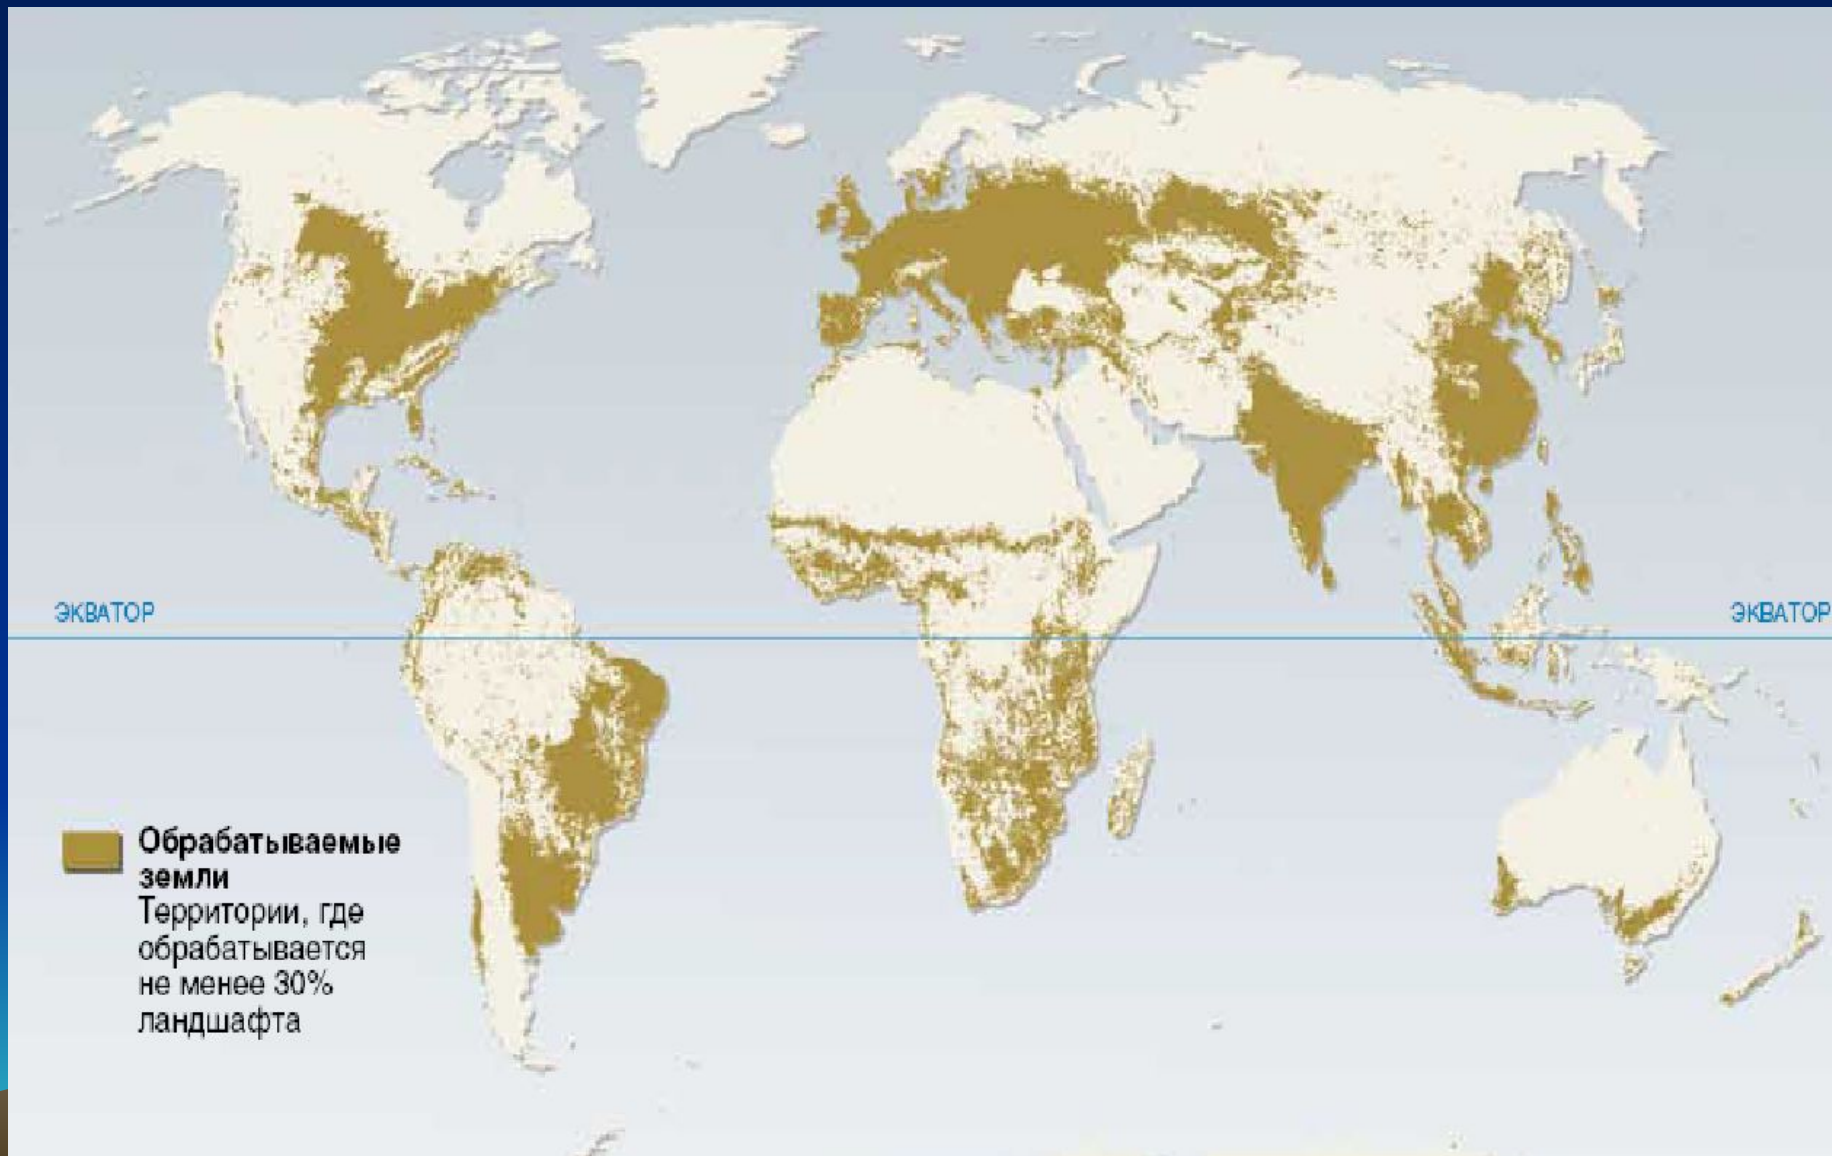 ЭКВАТОР
ЭКВАТОР
Обрабатываемые
земли
Территории, где
обрабатывается
не менее 30%
ландшафта